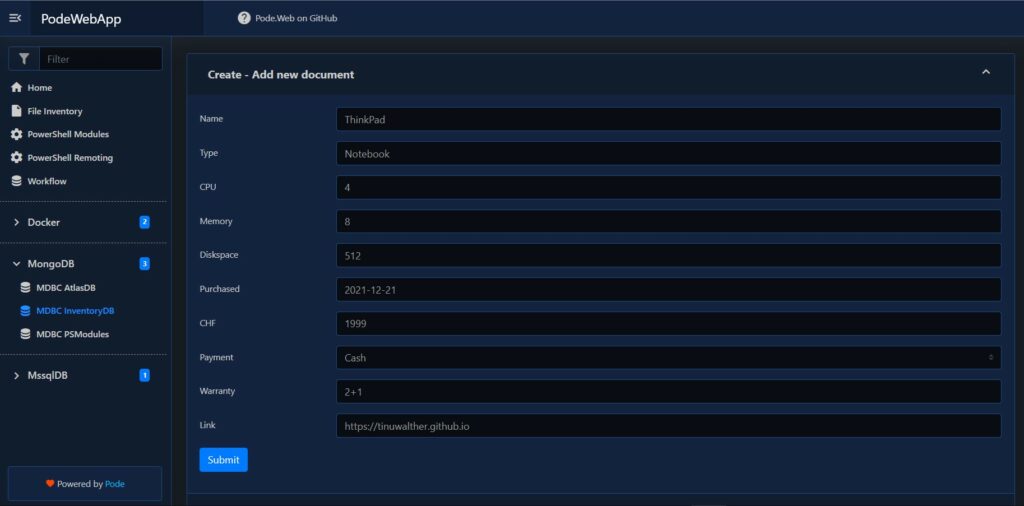 PodeWebApp
Pode.Web on GitHub
Filter
Home
File Inventory
PowerShell Modules
PowerShell Remoting
Workflow
Docker 2
MongoDB 3
MDBC AtlasDB
MDBC InventoryDB
MDBC PSModules
MssqlDB 1
Powered by Pode
Create - Add new document
Name ThinkPad
Type Notebook
CPU 4
Memory 8
Diskspace 512
Purchased 2021-12-21
CHF 1999
Payment Cash
Warranty 2+1
Link https://tinuwalther.github.io
Submit